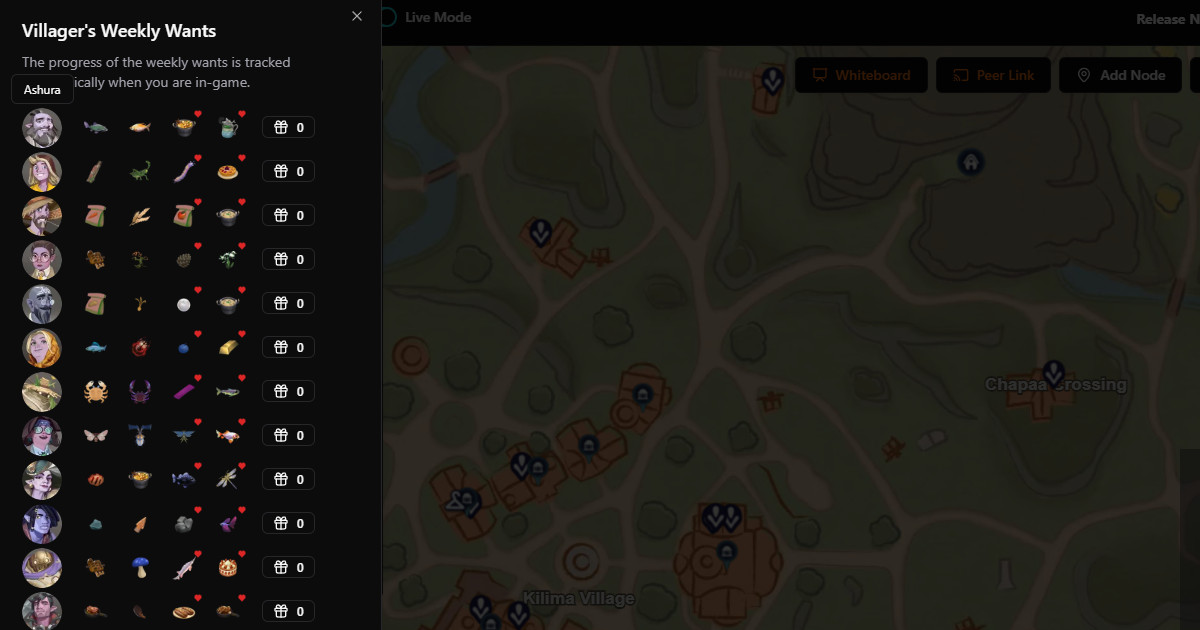 Villager's Weekly Wants
The progress of the weekly wants is tracked
ically when you are in-game.
Ashura
0
0
0
0
0
0
0
0
0
0
0
0
Live Mode
Release N
Whiteboard
Peer Link
Add Node
Chapaa Crossing
Kilima Village